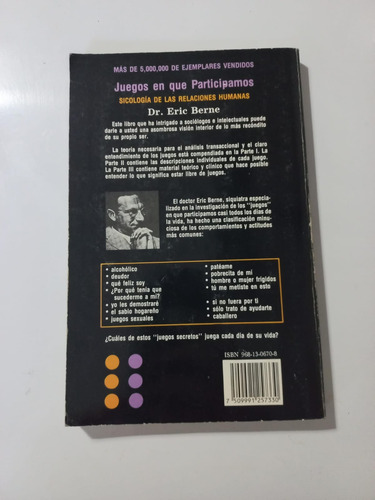 MÁS DE 5,000,000 DE EJEMPLARES VENDIDOS
Juegos en que Participamos
SICOLOGÍA DE LAS RELACIONES HUMANAS
Dr. Eric Berne
Este libro que ha intrigado a sociólogos e intelectuales puede
darle a usted una asombrosa visión interior de lo más recóndito
de su propio ser.
La teoría necesaria para el análisis transaccional y el claro
entendimiento de los juegos está compendiada en la Parte I. La
Parte II contiene las descripciones individuales de cada juego.
La Parte III contiene material teórico y clínico que hace posible
entender lo que significa estar libre de juegos.
El doctor Eric Berne, siquiatra especia-
lizado en la investigación de los "juegos"
en que participamos casi todos los días de
la vida, ha hecho una clasificación minu-
ciosa de los comportamientos y actitudes
más comunes:
• alcohólico
• deudor
• qué feliz soy
• ¿Por qué tenía que
sucederme a mí?
• yo les demostraré
• el sabio hogareño
• juegos sexuales
• patéame
• pobrecita de mí
• hombre o mujer frígidos
• tú me metiste en esto
• si no fuera por ti
• sólo trato de ayudarte
• caballero
¿Cuáles de estos "juegos secretos" juega cada día de su vida?
ISBN 968-13-0670-8
7 509991 257330